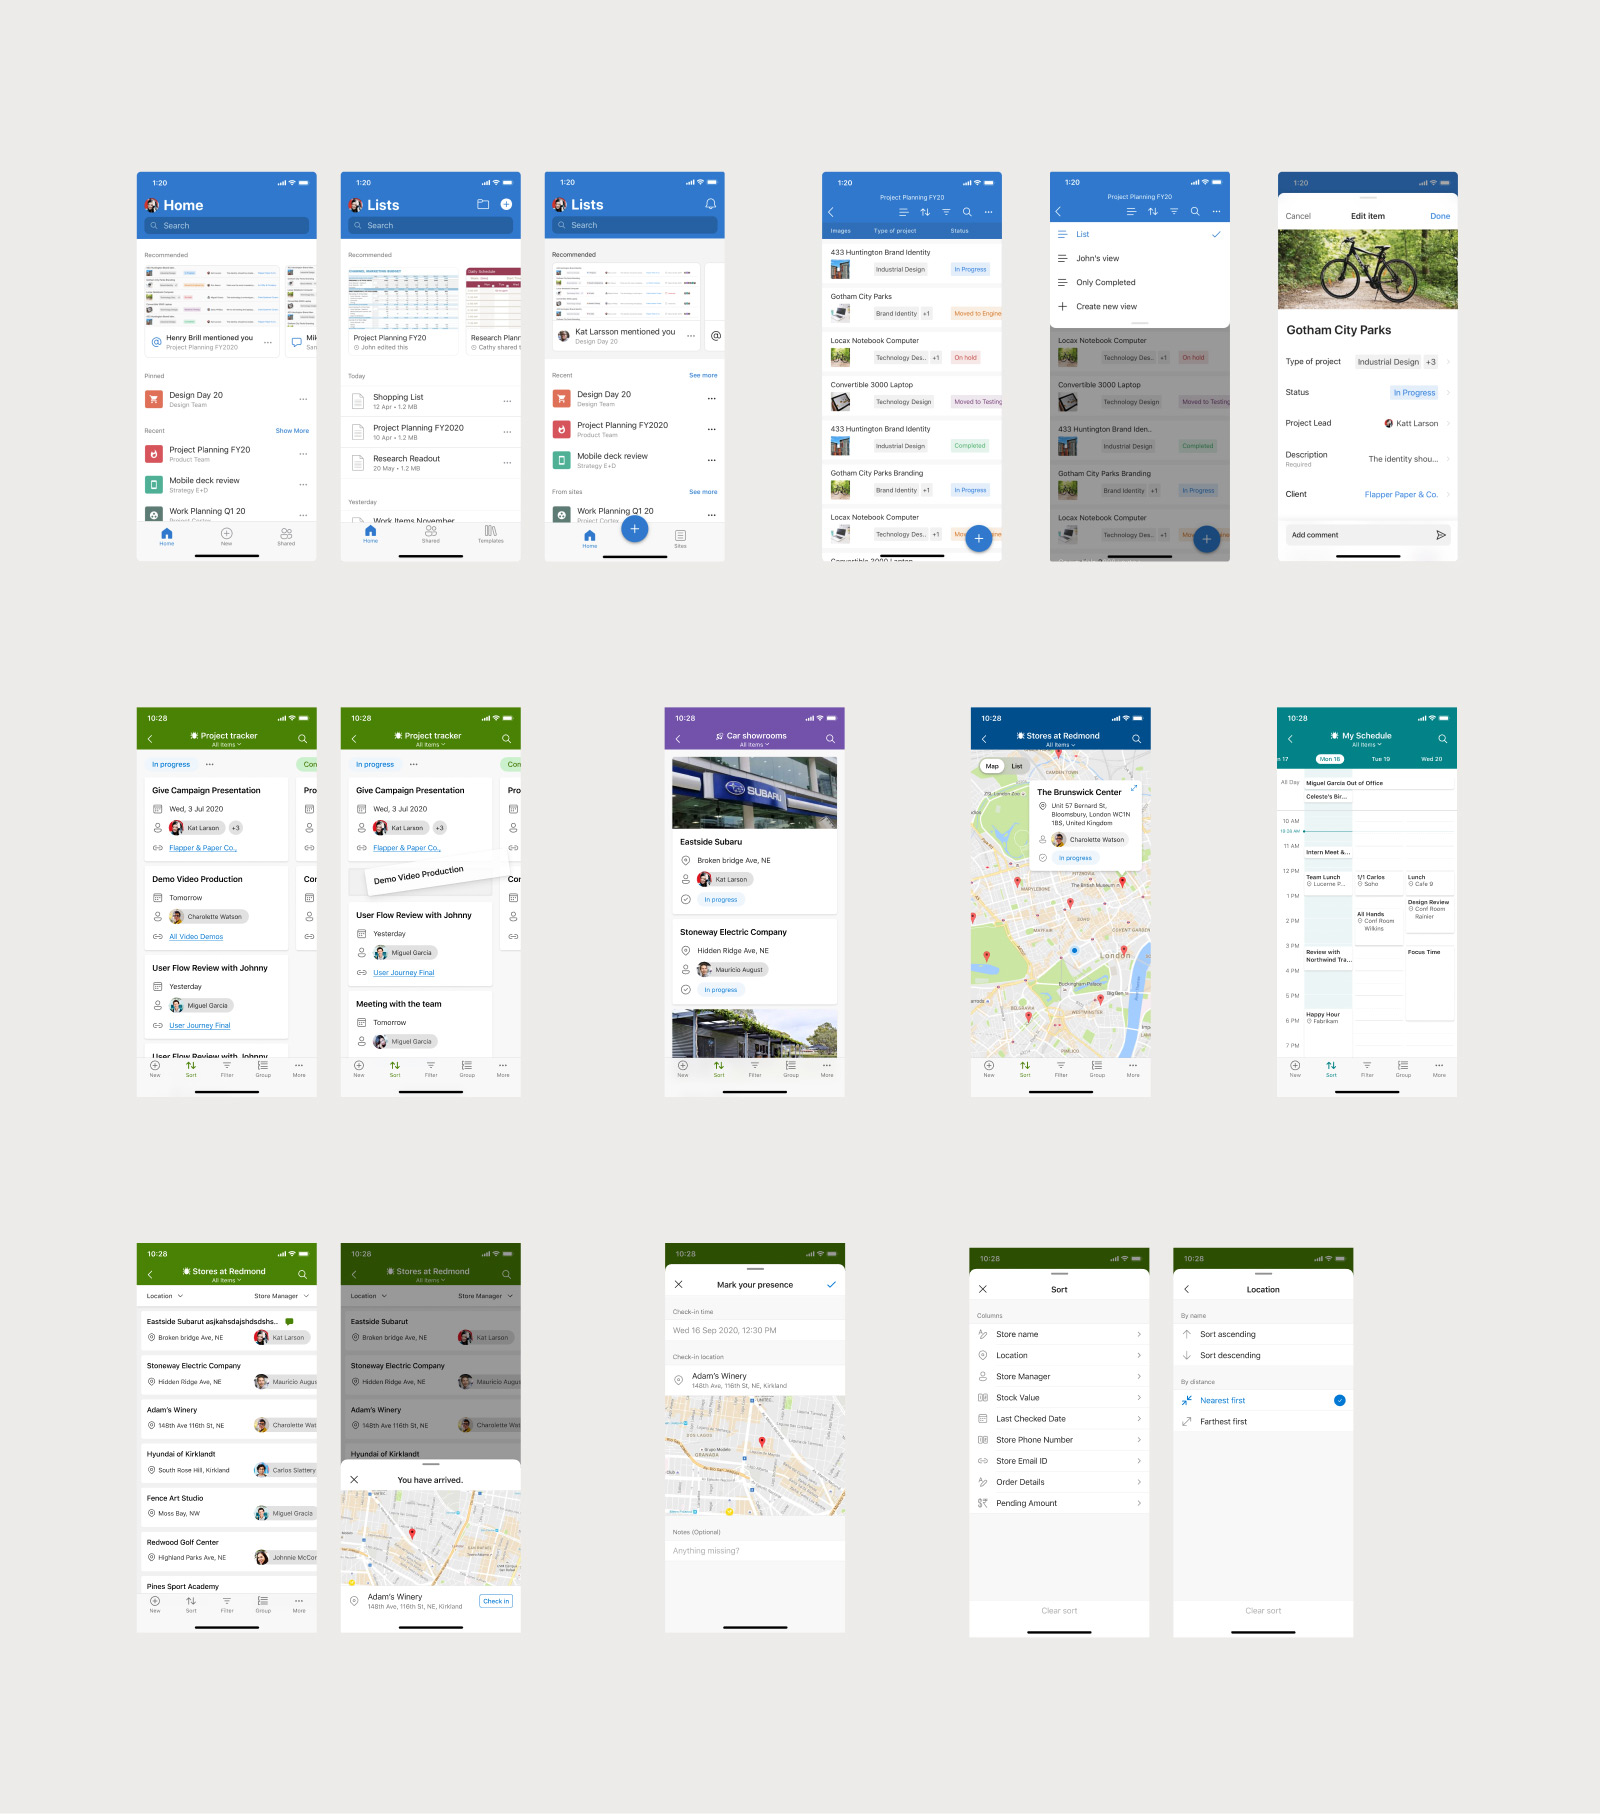 1:20
Home
Search
Recommended
Henry Brill mentioned you
Project Planning FY2020
Pinned
Design Day 20
Design Team
Recent
Show More
Project Planning FY20
Product Team
Mobile deck review
Strategy E+D
Work Planning Q1 20
Home
New
Shared
1:20
Lists
Search
Recommended
Project Planning FY20
John edited this
Daily Schedule
Research Plann
Cathy shared t
Today
Shopping List
12 Apr • 1.2 MB
Project Planning FY2020
10 Apr • 1.2 MB
Research Readout
20 May • 1.2 MB
Yesterday
Work Items November
Home
Shared
Templates
1:20
Lists
Search
Recommended
Kat Larsson mentioned you
Design Day 20
Recent
See more
Design Day 20
Design Team
Project Planning FY2020
Product Team
Mobile deck review
Strategy E+D
From sites
See more
Work Planning Q1 20
Home
Sites
1:20
Project Planning FY20
Images Type of project Status
433 Huntington Brand Identity
Industrial Design In Progress
Gotham City Parks
Brand Identity +1 Moved to Engine
Locax Notebook Computer
Technology Des.. +1 On hold
Convertible 3000 Laptop
Technology Design Moved to Testing
433 Huntington Brand Identity
Industrial Design Completed
Gotham City Parks Branding
Brand Identity +1 In Progress
Locax Notebook Computer
Technology Des.. +1
Convertible 3000 Laptop
1:20
Project Planning FY20
List
John's view
Only Completed
Create new view
Locax Notebook Computer
Technology Des.. +1 On hold
Convertible 3000 Laptop
Technology Design Moved to Testing
433 Huntington Brand Iden..
Industrial Design Completed
Gotham City Parks Branding
Brand Identity +1 In Progress
Locax Notebook Computer
Technology Des.. +1
1:20
Cancel Edit item Done
Gotham City Parks
Type of project Industrial Design +3
Status In Progress
Project Lead Katt Larson
Description The identity shou...
Required
Client Flapper Paper & Co.
Add comment
10:28
Project tracker
All Items
In progress
Con
Give Campaign Presentation
Wed, 3 Jul 2020
Kat Larson +3
Flapper & Paper Co.,
Demo Video Production
Tomorrow
Charolette Watson
All Video Demos
User Flow Review with Johnny
Yesterday
Miguel Garcia
User Journey Final
User Flow Review with Johnny
New Sort Filter Group More
10:28
Project tracker
All Items
In progress
Con
Give Campaign Presentation
Wed, 3 Jul 2020
Kat Larson +3
Flapper & Paper Co.,
Demo Video Production
User Flow Review with Johnny
Yesterday
Miguel Garcia
User Journey Final
Meeting with the team
Tomorrow
Miguel Garcia
New Sort Filter Group More
10:28
Car showrooms
All Items
SUBARU
Eastside Subaru
Broken bridge Ave, NE
Kat Larson
In progress
Stoneway Electric Company
Hidden Ridge Ave, NE
Mauricio August
In progress
New Sort Filter Group More
10:28
Stores at Redmond
All Items
Map List
CAMDEN TOWN
The Brunswick Center
Unit 57 Bernard St,
Bloomsbury, London WC1N
1BS, United Kingdom
Charolette Watson
In progress
FITZROVIA
MARYLEBONE
The British Museum
SOHO
MAYFAIR
COVENT GARDEN
London
Buckingham Palace
Big Ben
BELGRAVIA
WESTMINSTER
PIMLICO
New Sort Filter Group More
10:28
My Schedule
All Items
n 17 Mon 18 Tue 19 Wed 20
All Day Miguel Garcia Out of Office
Celeste's Bir...
10 AM
11 AM
Intern Meet &...
12 PM
Team Lunch 1/1 Carlos Lunch
Lucerne P... Soho Cafe 9
1 PM
Design Review
Conf Room
Rainier
2 PM
All Hands
Conf Room
Wilkins
3 PM
Review with
Northwind Tra...
Focus Time
4 PM
5 PM
Happy Hour
Fabrikam
6 PM
7 PM
New Sort Filter Group More
10:28
Stores at Redmond
All Items
Location Store Manager
Eastside Subarut asjkahsdajshdsdshs..
Broken bridge Ave, NE Kat Larson
Stoneway Electric Company
Hidden Ridge Ave, NE Mauricio Augus
Adam's Winery
148th Ave 116th St, NE Charolette Wat
Hyundai of Kirklandt
South Rose Hill, Kirkland Carlos Slattery
Fence Art Studio
Moss Bay, NW Miguel Gracia
Redwood Golf Center
Highland Parks Ave, NE Johnnie McCor
Pines Sport Academy
New Sort Filter Group More
10:28
Stores at Redmond
All Items
Location Store Manager
Eastside Subarut
Broken bridge Ave, NE Kat Larson
Stoneway Electric Company
Hidden Ridge Ave, NE Mauricio Augus
Adam's Winery
148th Ave 116th St, NE Charolette Wat
Hyundai of Kirklandt
You have arrived.
Adam's Winery
148th Ave, 116th St, NE, Kirkland
Check in
10:28
Mark your presence
Check-in time
Wed 16 Sep 2020, 12:30 PM
Check-in location
Adam's Winery
148th Ave, 116th St, NE, Kirkland
GRANADA
Notes (Optional)
Anything missing?
10:28
Sort
Columns
Store name
Location
Store Manager
Stock Value
Last Checked Date
Store Phone Number
Store Email ID
Order Details
Pending Amount
Clear sort
10:28
Location
By name
Sort ascending
Sort descending
By distance
Nearest first
Farthest first
Clear sort